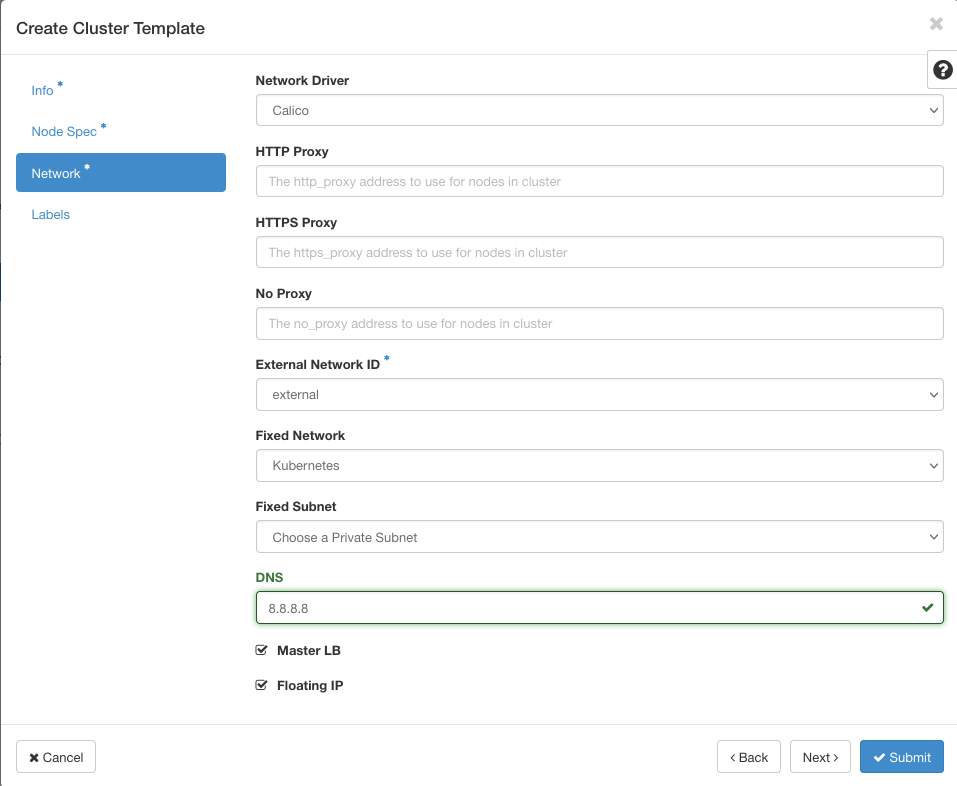 Create Cluster Template
Info *
Node Spec *
Network *
Labels
Network Driver
Calico
HTTP Proxy
The http_proxy address to use for nodes in cluster
HTTPS Proxy
The https_proxy address to use for nodes in cluster
No Proxy
The no_proxy address to use for nodes in cluster
External Network ID *
external
Fixed Network
Kubernetes
Fixed Subnet
Choose a Private Subnet
DNS
8.8.8.8
Master LB
Floating IP
Cancel
Back
Next
Submit